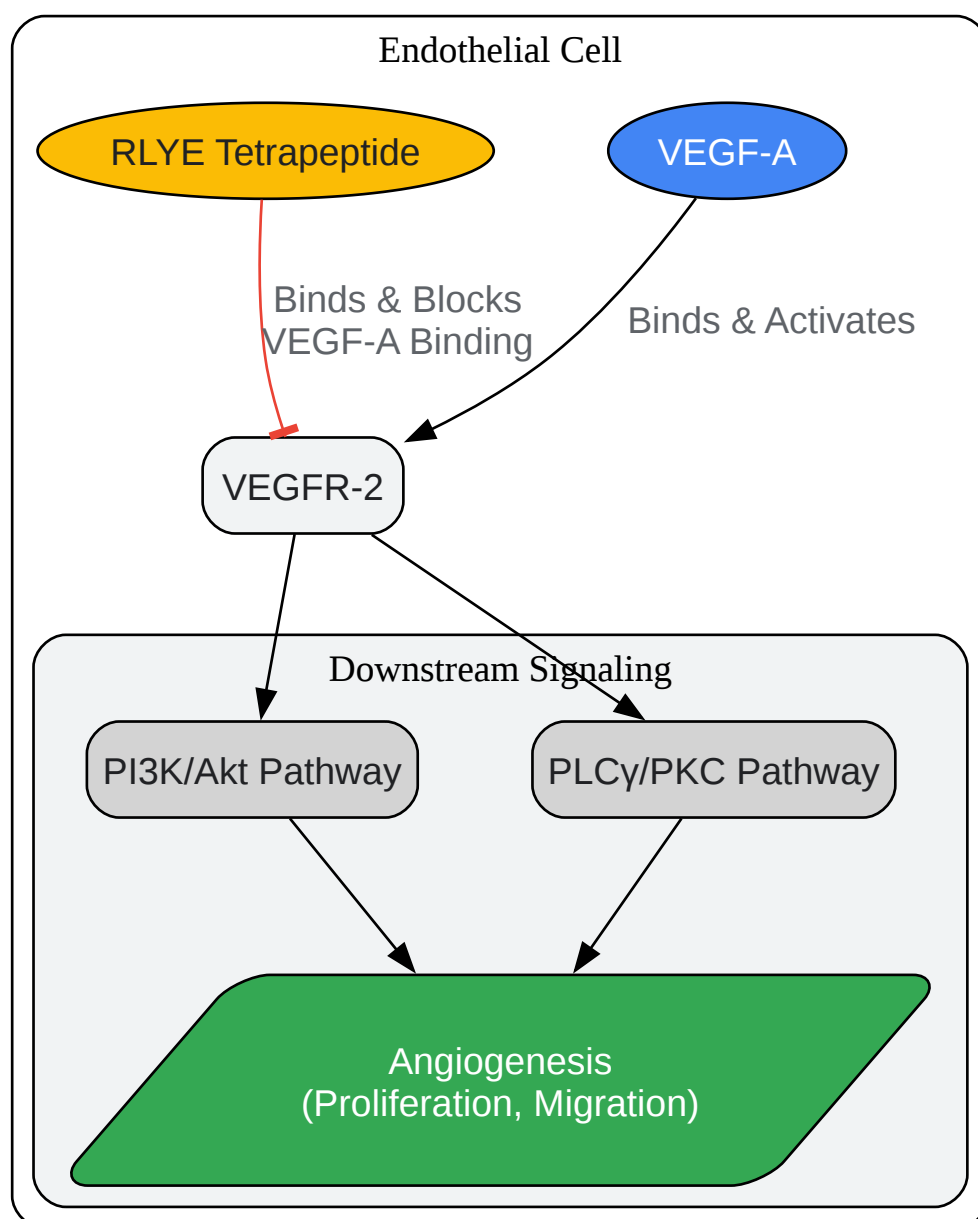 Endothelial Cell
RLYE Tetrapeptide
VEGF-A
Binds & Blocks
VEGF-A Binding
Binds & Activates
VEGFR-2
Downstream Signaling
PI3K/Akt Pathway
PLCγ/PKC Pathway
Angiogenesis
(Proliferation, Migration)